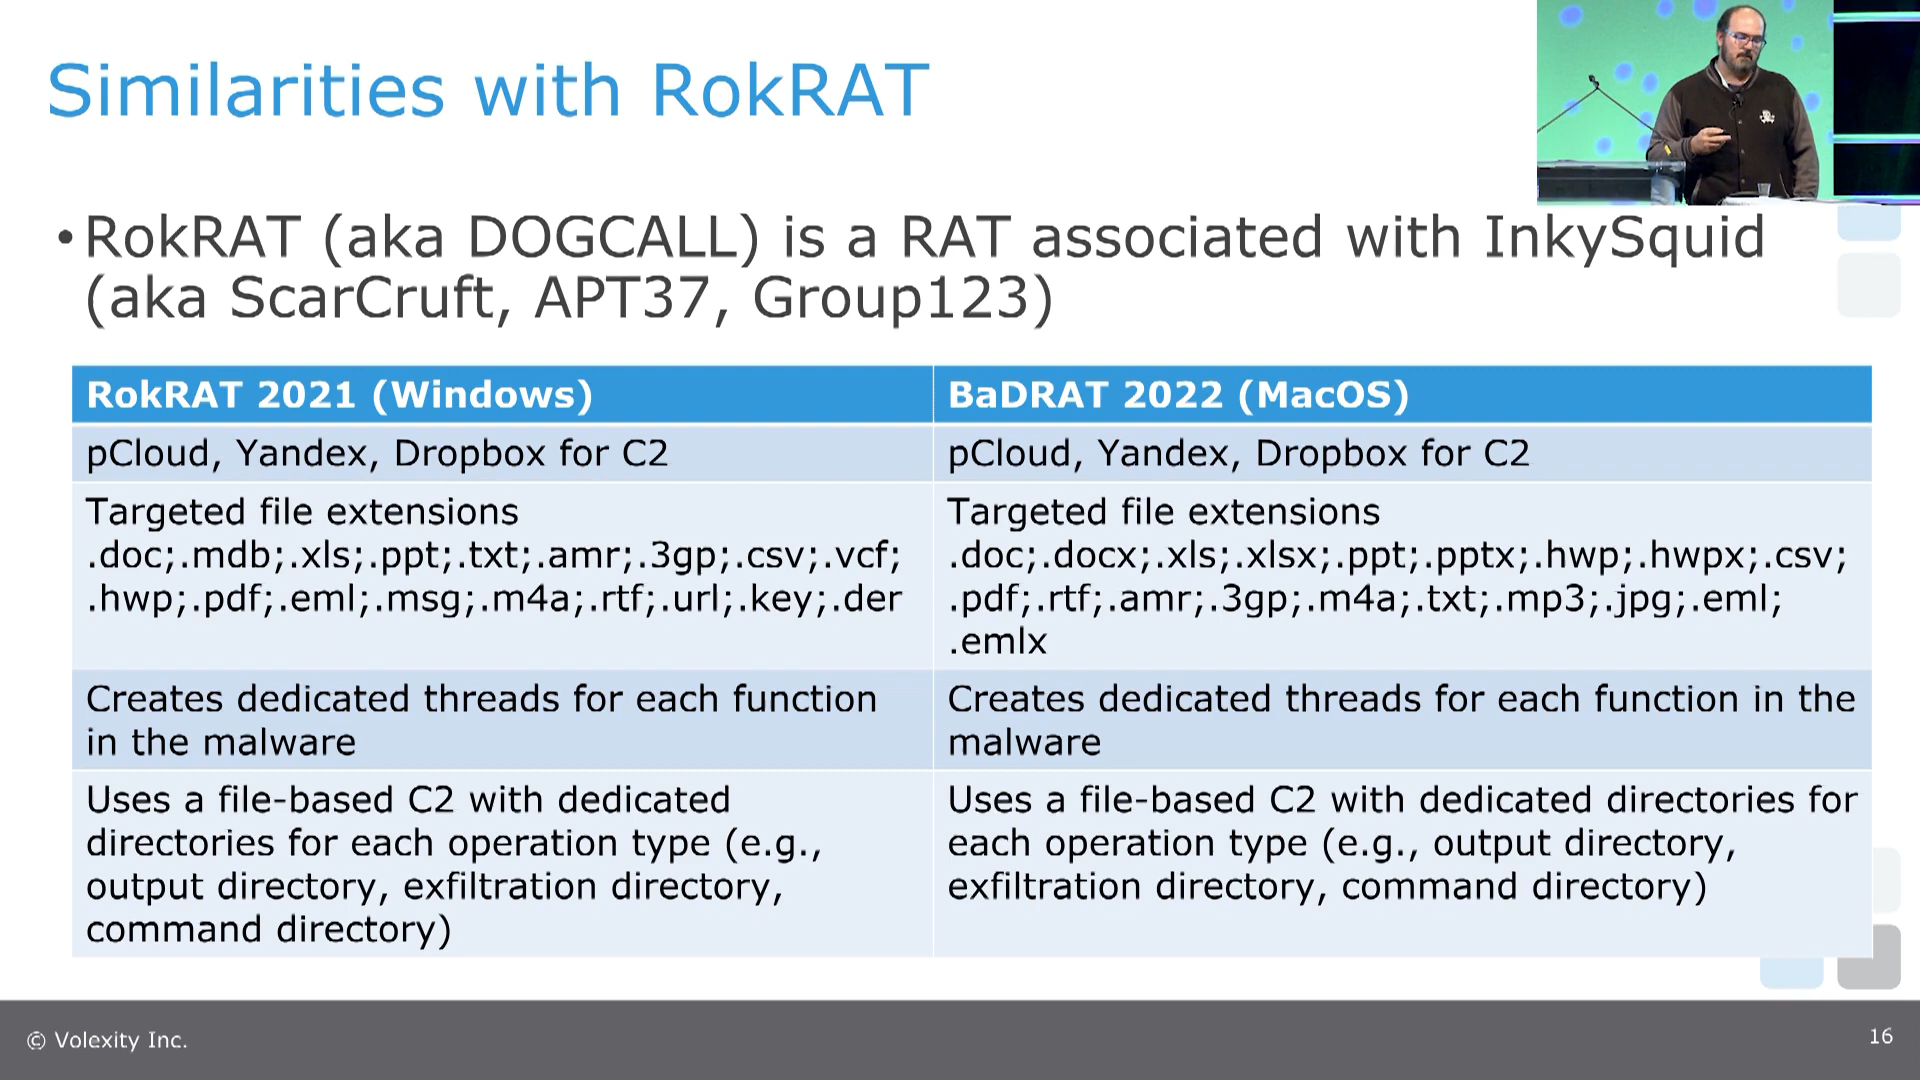 Similarities with RokRAT
• RokRAT (aka DOGCALL) is a RAT associated with InkySquid
(aka ScarCruft, APT37, Group123)
RokRAT 2021 (Windows)
BaDRAT 2022 (MacOS)
pCloud, Yandex, Dropbox for C2
pCloud, Yandex, Dropbox for C2
Targeted file extensions
.doc;.mdb;.xls;.ppt;.txt;.amr;.3gp;.csv;.vcf;
.hwp;.pdf;.eml;.msg;.m4a;.rtf;.url;.key;.der
Targeted file extensions
.doc;.docx;.xls;.xlsx;.ppt;.pptx;.hwp;.hwpx;.csv;
.pdf;.rtf;.amr;.3gp;.m4a;.txt;.mp3;.jpg;.eml;
.emlx
Creates dedicated threads for each function
in the malware
Creates dedicated threads for each function in the
malware
Uses a file-based C2 with dedicated
directories for each operation type (e.g.,
output directory, exfiltration directory,
command directory)
Uses a file-based C2 with dedicated directories for
each operation type (e.g., output directory,
exfiltration directory, command directory)
© Volexity Inc.
16